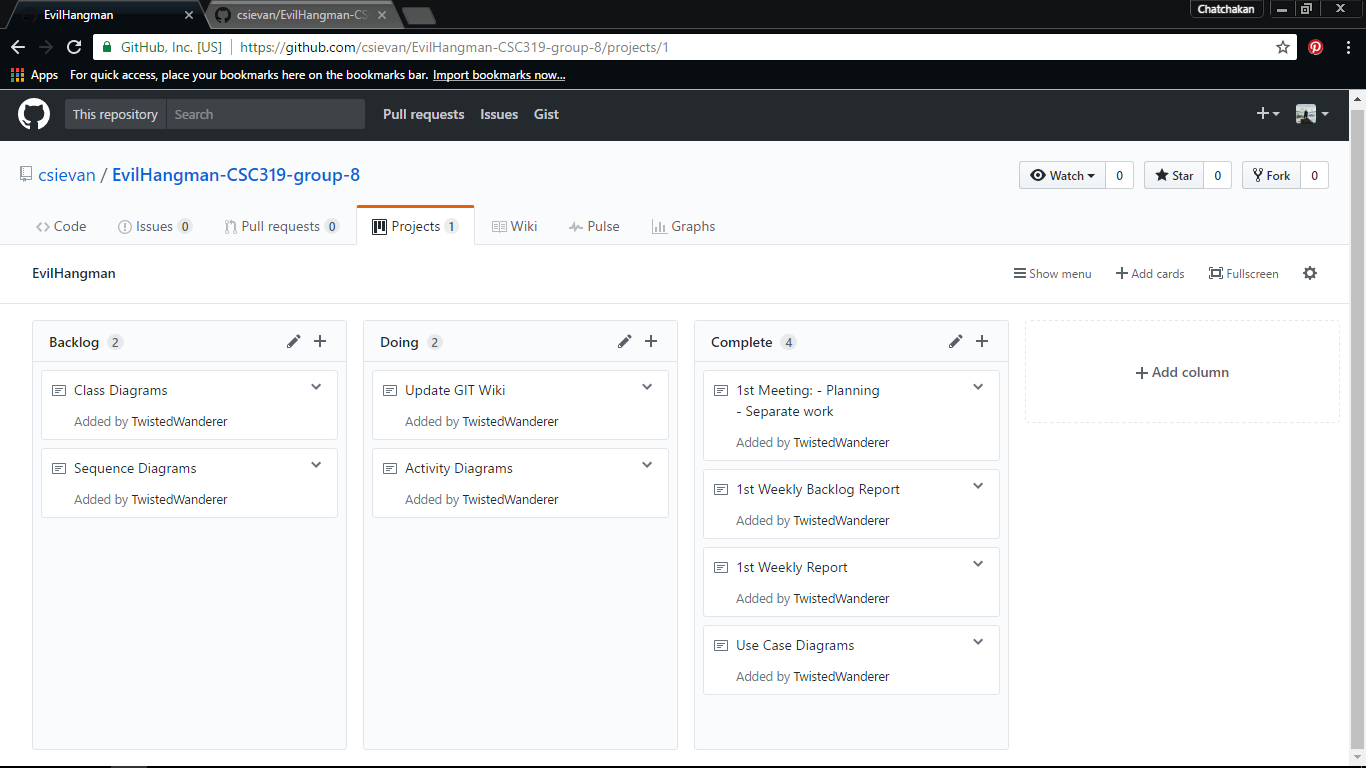 EvilHangman
csievan/EvilHangman-CS
Chatchakan
GitHub, Inc. [US]
https://github.com/csievan/EvilHangman-CSC319-group-8/projects/1
Apps
For quick access, place your bookmarks here on the bookmarks bar. Import bookmarks now...
This repository
Search
Pull requests
Issues
Gist
csievan / EvilHangman-CSC319-group-8
Watch 0
Star 0
Fork 0
Code
Issues 0
Pull requests 0
Projects 1
Wiki
Pulse
Graphs
EvilHangman
Show menu
Add cards
Fullscreen
Backlog 2
Class Diagrams
Added by TwistedWanderer
Sequence Diagrams
Added by TwistedWanderer
Doing 2
Update GIT Wiki
Added by TwistedWanderer
Activity Diagrams
Added by TwistedWanderer
Complete 4
1st Meeting: - Planning
- Separate work
Added by TwistedWanderer
1st Weekly Backlog Report
Added by TwistedWanderer
1st Weekly Report
Added by TwistedWanderer
Use Case Diagrams
Added by TwistedWanderer
Add column